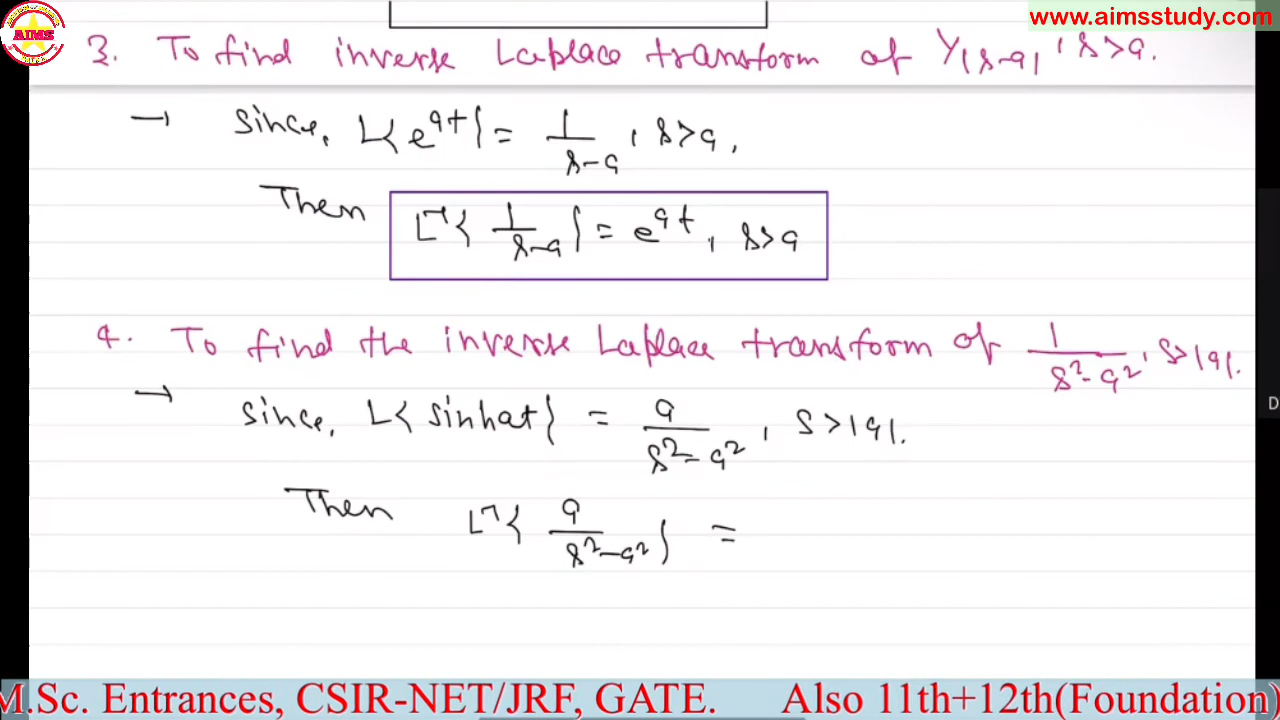 AIMS
www.aimsstudy.com
3. To find inverse Laplace transform of 1/(s-a), s>a.
→ Since, L{e^{at}} = 1/(s-a), s>a,
Then L⁻¹{1/(s-a)} = e^{at}, s>a
4. To find the inverse Laplace transform of 1/(s²-a²), s>|a|.
→ Since, L{sinhat} = a/(s²-a²), s>|a|.
Then L⁻¹{a/(s²-a²)} =
D
M.Sc. Entrances, CSIR-NET/JRF, GATE. Also 11th+12th(Foundation)